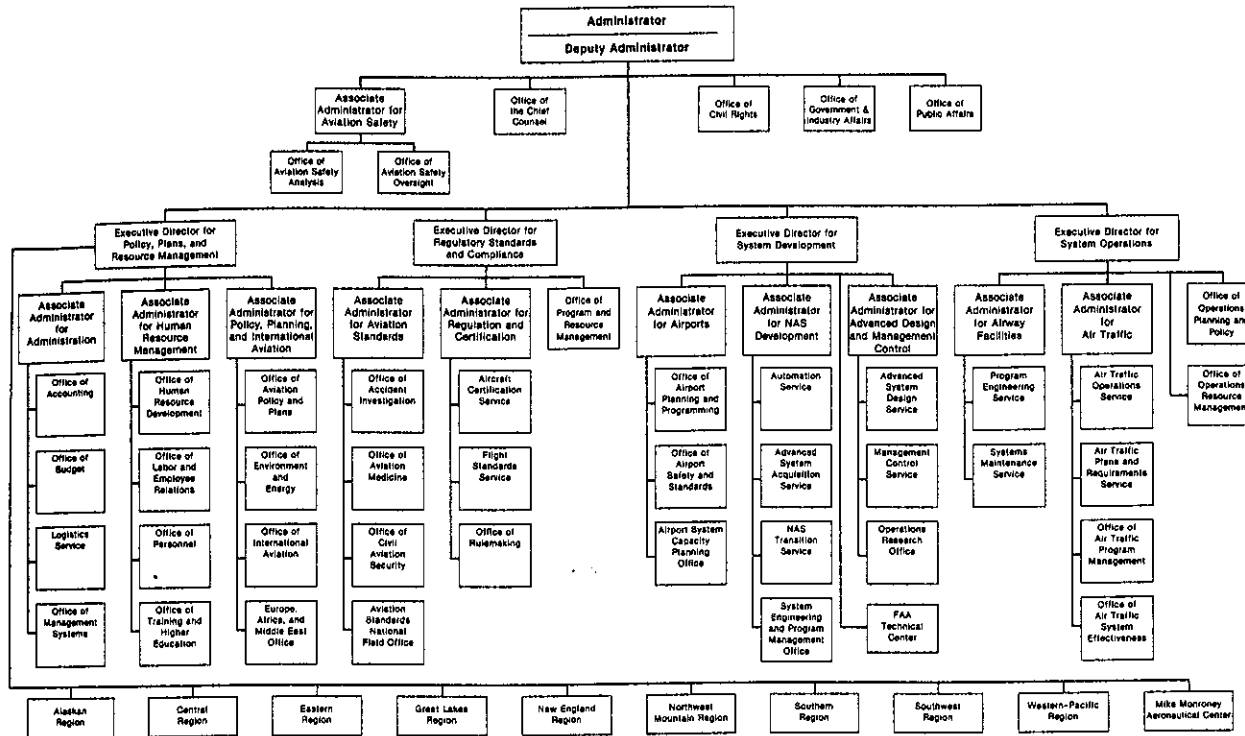 Administrator
Deputy Administrator
Associate
Administrator for
Aviation Safety
Office of
the Chief
Counsel
Office of
Civil Rights
Office of
Government &
Industry Affairs
Office of
Public Affairs
Office of
Aviation Safety
Analysis
Office of
Aviation Safety
Oversight
Executive Director for
Policy, Plans, and
Resource Management
Executive Director for
Regulatory Standards
and Compliance
Executive Director for
System Development
Executive Director for
System Operations
Associate
Administrator
for
Administration
Associate
Administrator
for Human
Resource
Management
Associate
Administrator for
Policy, Planning,
and International
Aviation
Associate
Administrator
for Aviation
Standards
Associate
Administrator for
Regulation and
Certification
Office of
Program and
Resource
Management
Associate
Administrator
for Airports
Associate
Administrator
for NAS
Development
Associate
Administrator for
Advanced Design
and Management
Control
Associate
Administrator
for Airway
Facilities
Associate
Administrator
for
Air Traffic
Office of
Operations
Planning and
Policy
Office of
Accounting
Office of
Human
Resource
Development
Office of
Aviation
Policy and
Plans
Office of
Accident
Investigation
Aircraft
Certification
Service
Office of
Airport
Planning and
Programming
Automation
Service
Advanced
System
Design
Service
Program
Engineering
Service
Air Traffic
Operations
Service
Office of
Operations
Resource
Management
Office of
Budget
Office of
Labor and
Employee
Relations
Office of
Environment
and
Energy
Office of
Aviation
Medicine
Flight
Standards
Service
Office of
Airport
Safety and
Standards
Advanced
System
Acquisition
Service
Management
Control
Service
Systems
Maintenance
Service
Air Traffic
Plans and
Requirements
Service
Logistics
Service
Office of
Personnel
Office of
International
Aviation
Office of
Civil
Aviation
Security
Office of
Rulemaking
Airport System
Capacity
Planning
Office
NAS
Transition
Service
Operations
Research
Office
Office of
Air Traffic
Program
Management
Office of
Management
Systems
Office of
Training and
Higher
Education
Europe,
Africa, and
Middle East
Office
Aviation
Standards
National
Field Office
System
Engineering
and Program
Management
Office
FAA
Technical
Center
Office of
Air Traffic
System
Effectiveness
Alaskan
Region
Central
Region
Eastern
Region
Great Lakes
Region
New England
Region
Northwest
Mountain Region
Southern
Region
Southwest
Region
Western-Pacific
Region
Mike Monroney
Aeronautical Center